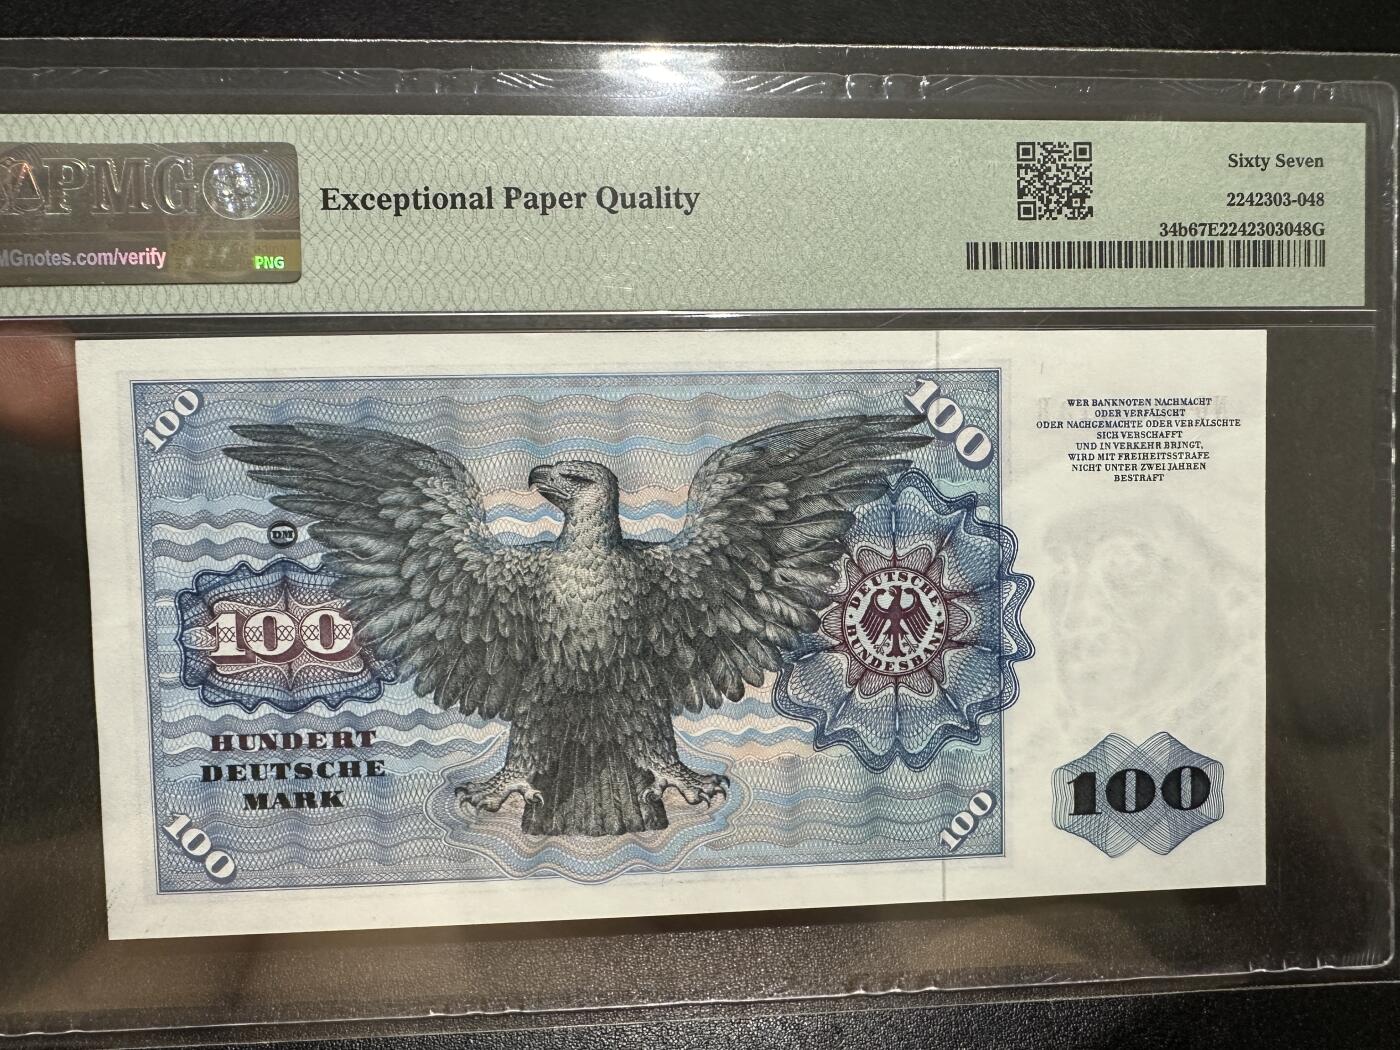 PMG
MGnotes.com/verify
PNG
Exceptional Paper Quality
Sixty Seven
2242303-048
34b67E2242303048G
100
100
WER BANKNOTEN NACHMACHT
ODER VERFÄLSCHT
ODER NACHGEMACHTE ODER VERFÄLSCHTE
SICH VERSCHAFFT
UND IN VERKEHR BRINGT,
WIRD MIT FREIHEITSSTRAFE
NICHT UNTER ZWEI JAHREN
BESTRAFT
DM
100
DEUTSCHE
BUNDESBANK
HUNDERT
DEUTSCHE
MARK
100
100
100